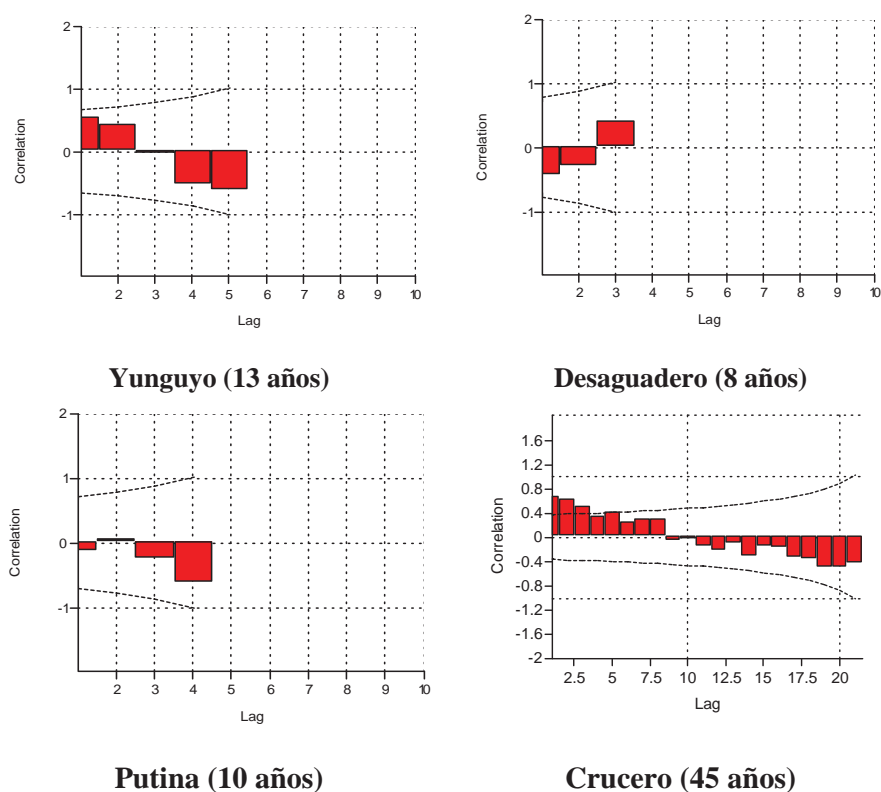 2
1
0
-1
Correlation
2 3 4 5 6 7 8 9 10
Lag
Yunguyo (13 años)
2
1
0
-1
Correlation
2 3 4 5 6 7 8 9 10
Lag
Desaguadero (8 años)
2
1
0
-1
Correlation
2 3 4 5 6 7 8 9 10
Lag
Putina (10 años)
1.6
1.2
0.8
0.4
0
-0.4
-0.8
-1.2
-1.6
-2
Correlation
2.5 5 7.5 10 12.5 15 17.5 20
Lag
Crucero (45 años)